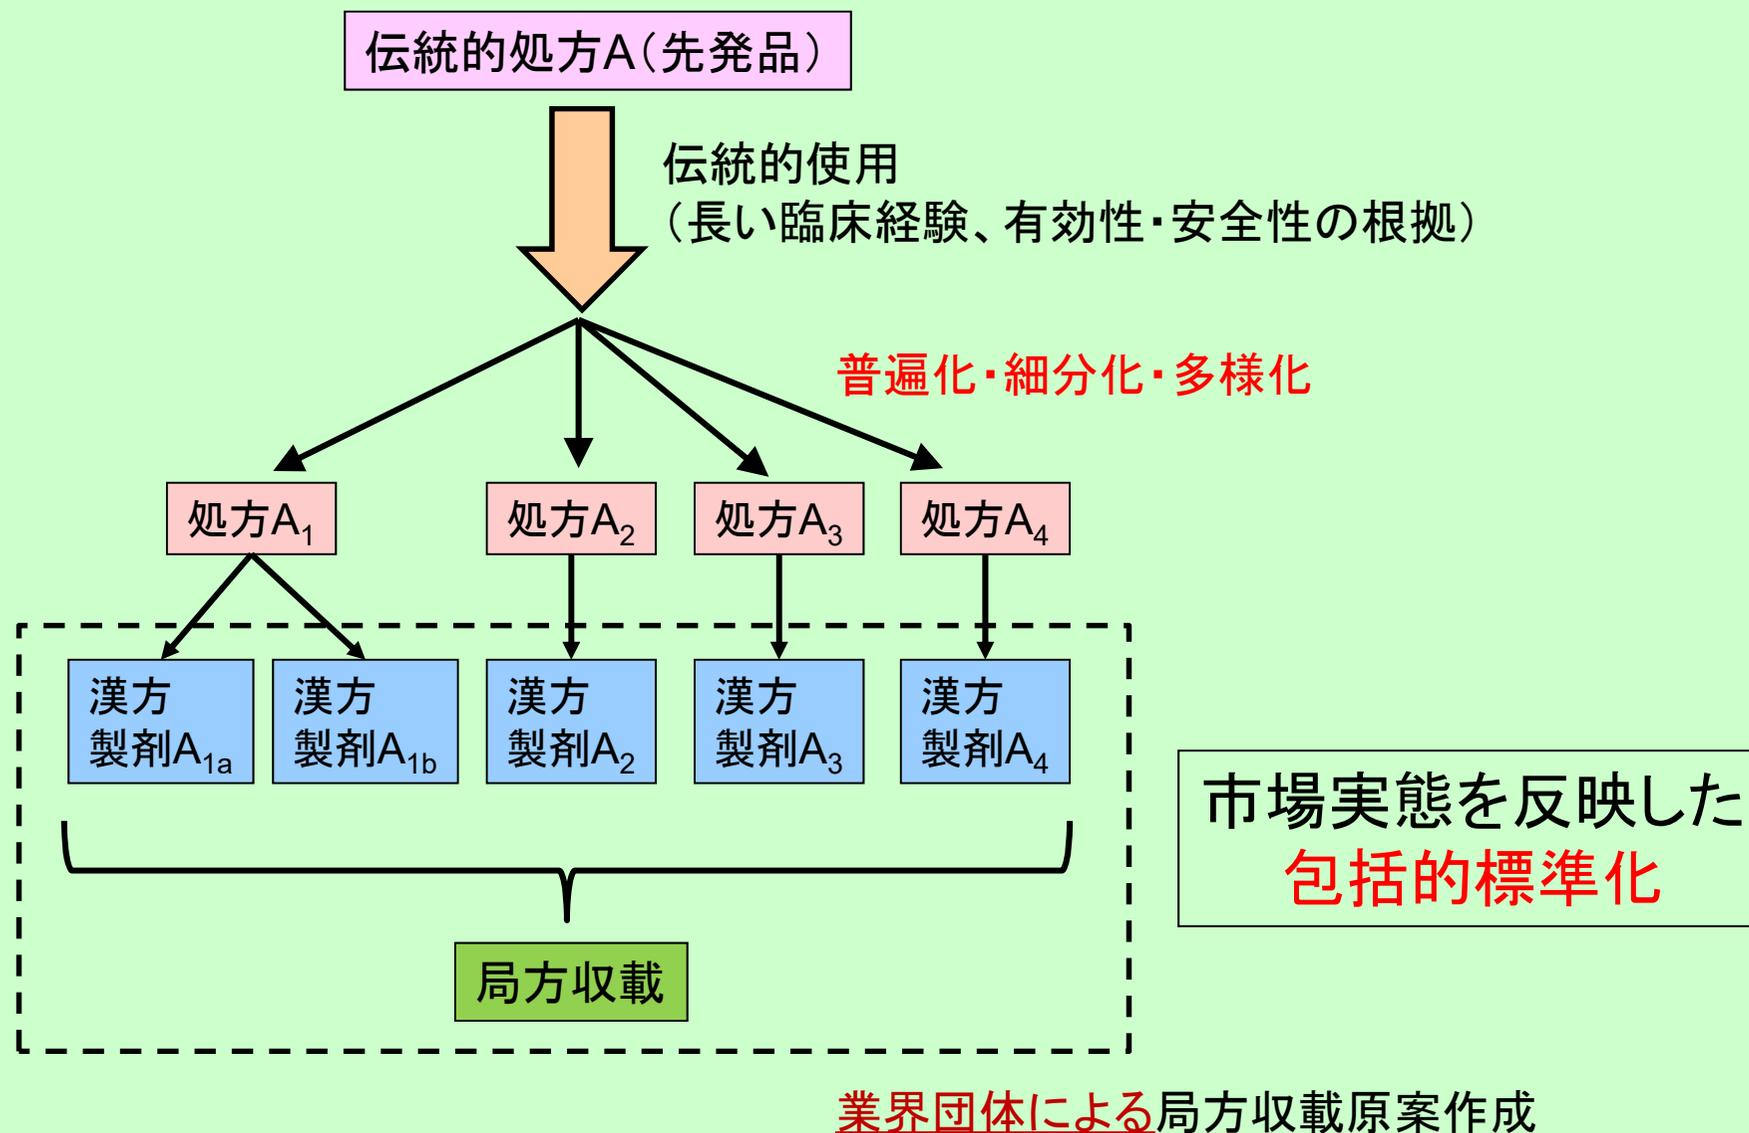 伝統的処方A（先発品）
伝統的使用
（長い臨床経験、有効性・安全性の根拠）
普遍化・細分化・多様化
処方A1
処方A2
処方A3
処方A4
漢方
製剤A1a
漢方
製剤A1b
漢方
製剤A2
漢方
製剤A3
漢方
製剤A4
市場実態を反映した
包括的標準化
局方収載
業界団体による局方収載原案作成